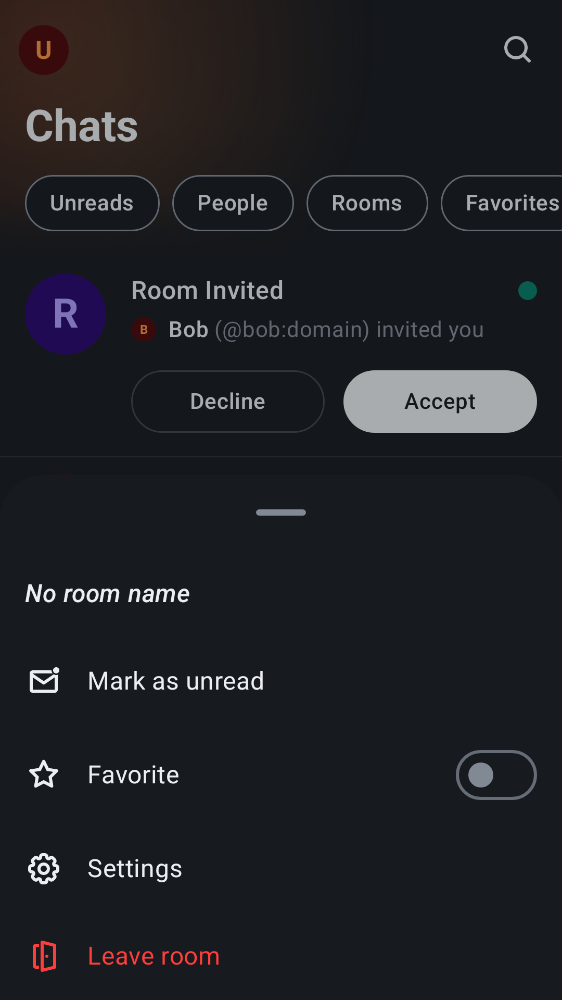 U
Chats
Unreads People Rooms Favorites
R
Room Invited
B Bob (@bob:domain) invited you
Decline Accept
No room name
Mark as unread
Favorite
Settings
Leave room